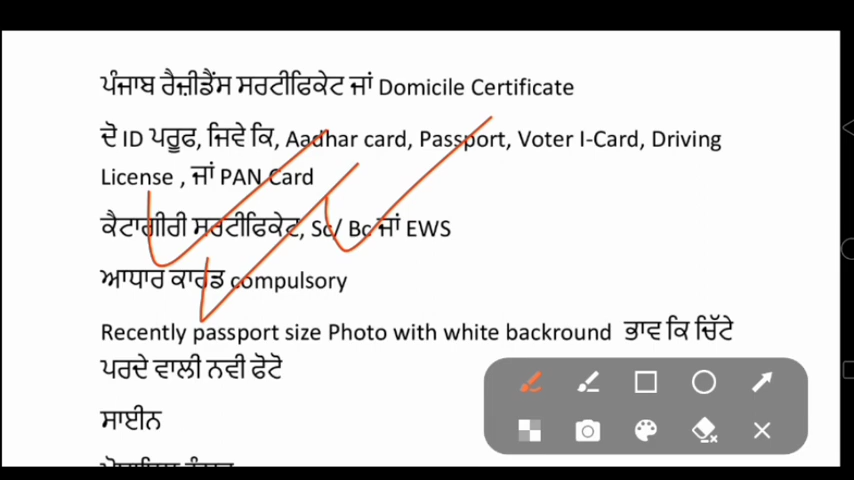 ਪੰਜਾਬ ਰੈਜ਼ੀਡੈਂਸ ਸਰਟੀਫਿਕੇਟ ਜਾਂ Domicile Certificate
ਦੋ ID ਪਰੂਫ, ਜਿਵੇ ਕਿ, Aadhar card, Passport, Voter I-Card, Driving
License , ਜਾਂ PAN Card
ਕੈਟਾਗੀਰੀ ਸਰਟੀਫਿਕੇਟ, Sc/ Bc ਜਾਂ EWS
ਆਧਾਰ ਕਾਰਡ compulsory
Recently passport size Photo with white backround ਭਾਵ ਕਿ ਚਿੱਟੇ
ਪਰਦੇ ਵਾਲੀ ਨਵੀ ਫੋਟੋ
ਸਾਈਨ